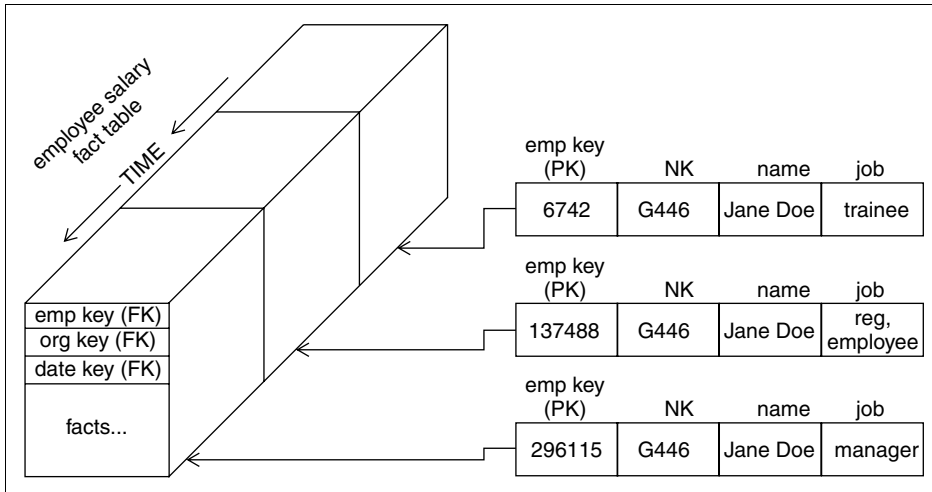 employee salary
fact table
TIME
emp key (FK)
org key (FK)
date key (FK)
facts...
emp key
(PK) NK name job
6742 G446 Jane Doe trainee
emp key
(PK) NK name job
137488 G446 Jane Doe reg,
employee
emp key
(PK) NK name job
296115 G446 Jane Doe manager